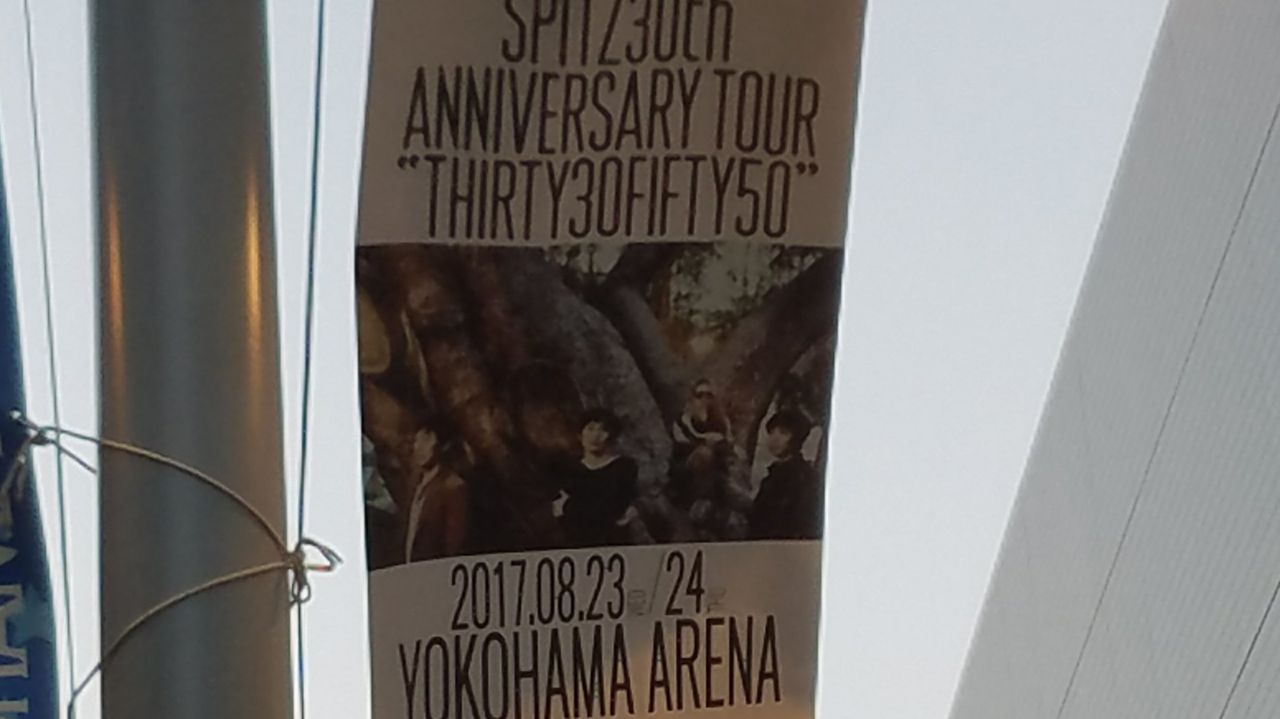 SPITZ30th
ANNIVERSARY TOUR
“THIRTY30FIFTY50”
2017.08.23/24
YOKOHAMA ARENA